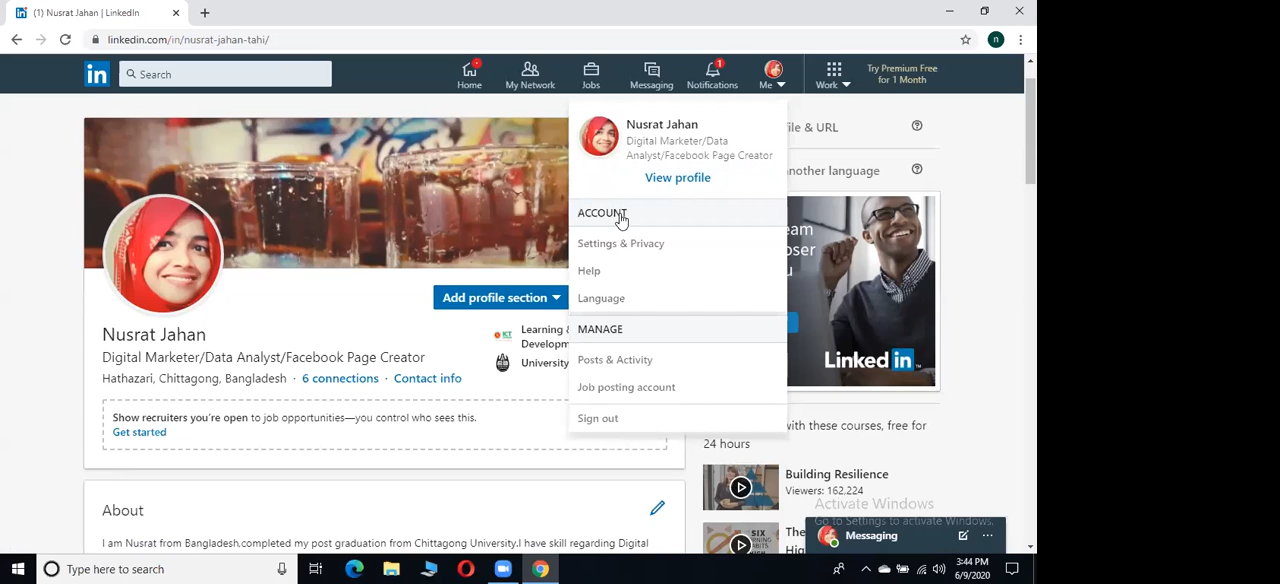 (1) Nusrat Jahan | LinkedIn
linkedin.com/in/nusrat-jahan-tahi/
n
in
Search
Home
My Network
Jobs
Messaging
1
Notifications
Me
Work
Try Premium Free
for 1 Month
Nusrat Jahan
Digital Marketer/Data
Analyst/Facebook Page Creator
View profile
ACCOUNT
Settings & Privacy
Help
Language
MANAGE
Posts & Activity
Job posting account
Sign out
file & URL
another language
eam
oser
u
LinkedIn
Add profile section
Nusrat Jahan
Digital Marketer/Data Analyst/Facebook Page Creator
Hathazari, Chittagong, Bangladesh · 6 connections · Contact info
ICT
Learning &
Developm
University
Show recruiters you're open to job opportunities—you control who sees this.
Get started
About
I am Nusrat from Bangladesh,completed my post graduation from Chittagong University.I have skill regarding Digital
with these courses, free for
24 hours
Building Resilience
Viewers: 162,224
SIX
The
Activate Windows
Go to Settings to activate Windows.
Messaging
Type here to search
3:44 PM
6/9/2020